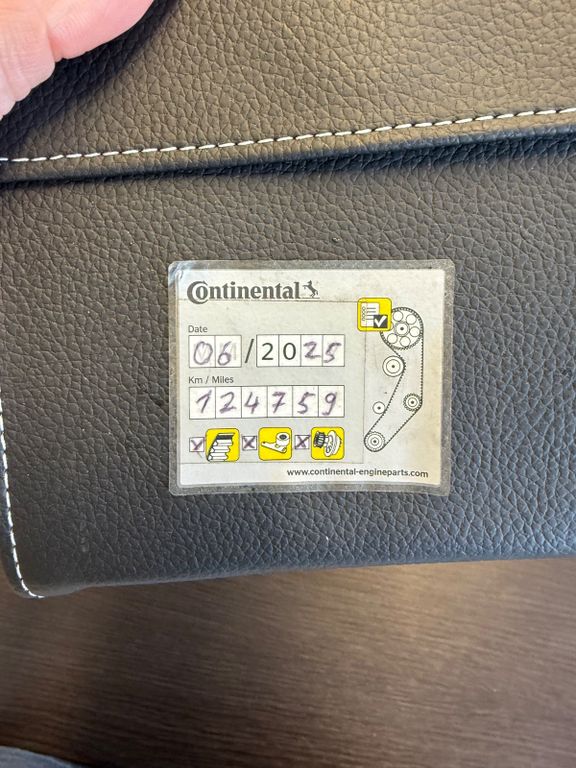 Continental
Date
06/2025
Km / Miles
124759
www.continental-engineparts.com